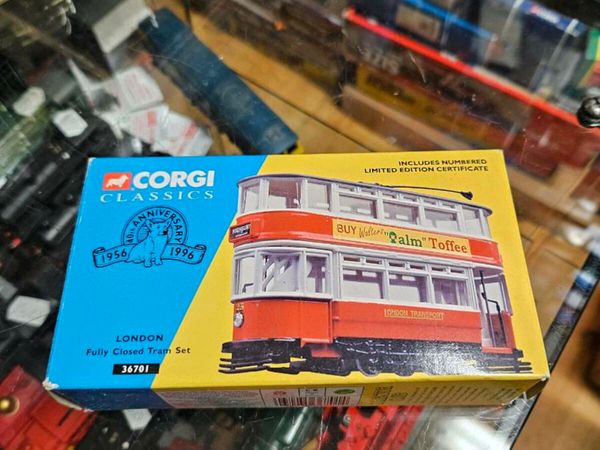 CORGI
CLASSICS
40th ANNIVERSARY
1956 1996
LONDON
Fully Closed Tram Set
36701
INCLUDES NUMBERED
LIMITED EDITION CERTIFICATE
BUY Walters' "Palm" Toffee
LONDON TRANSPORT